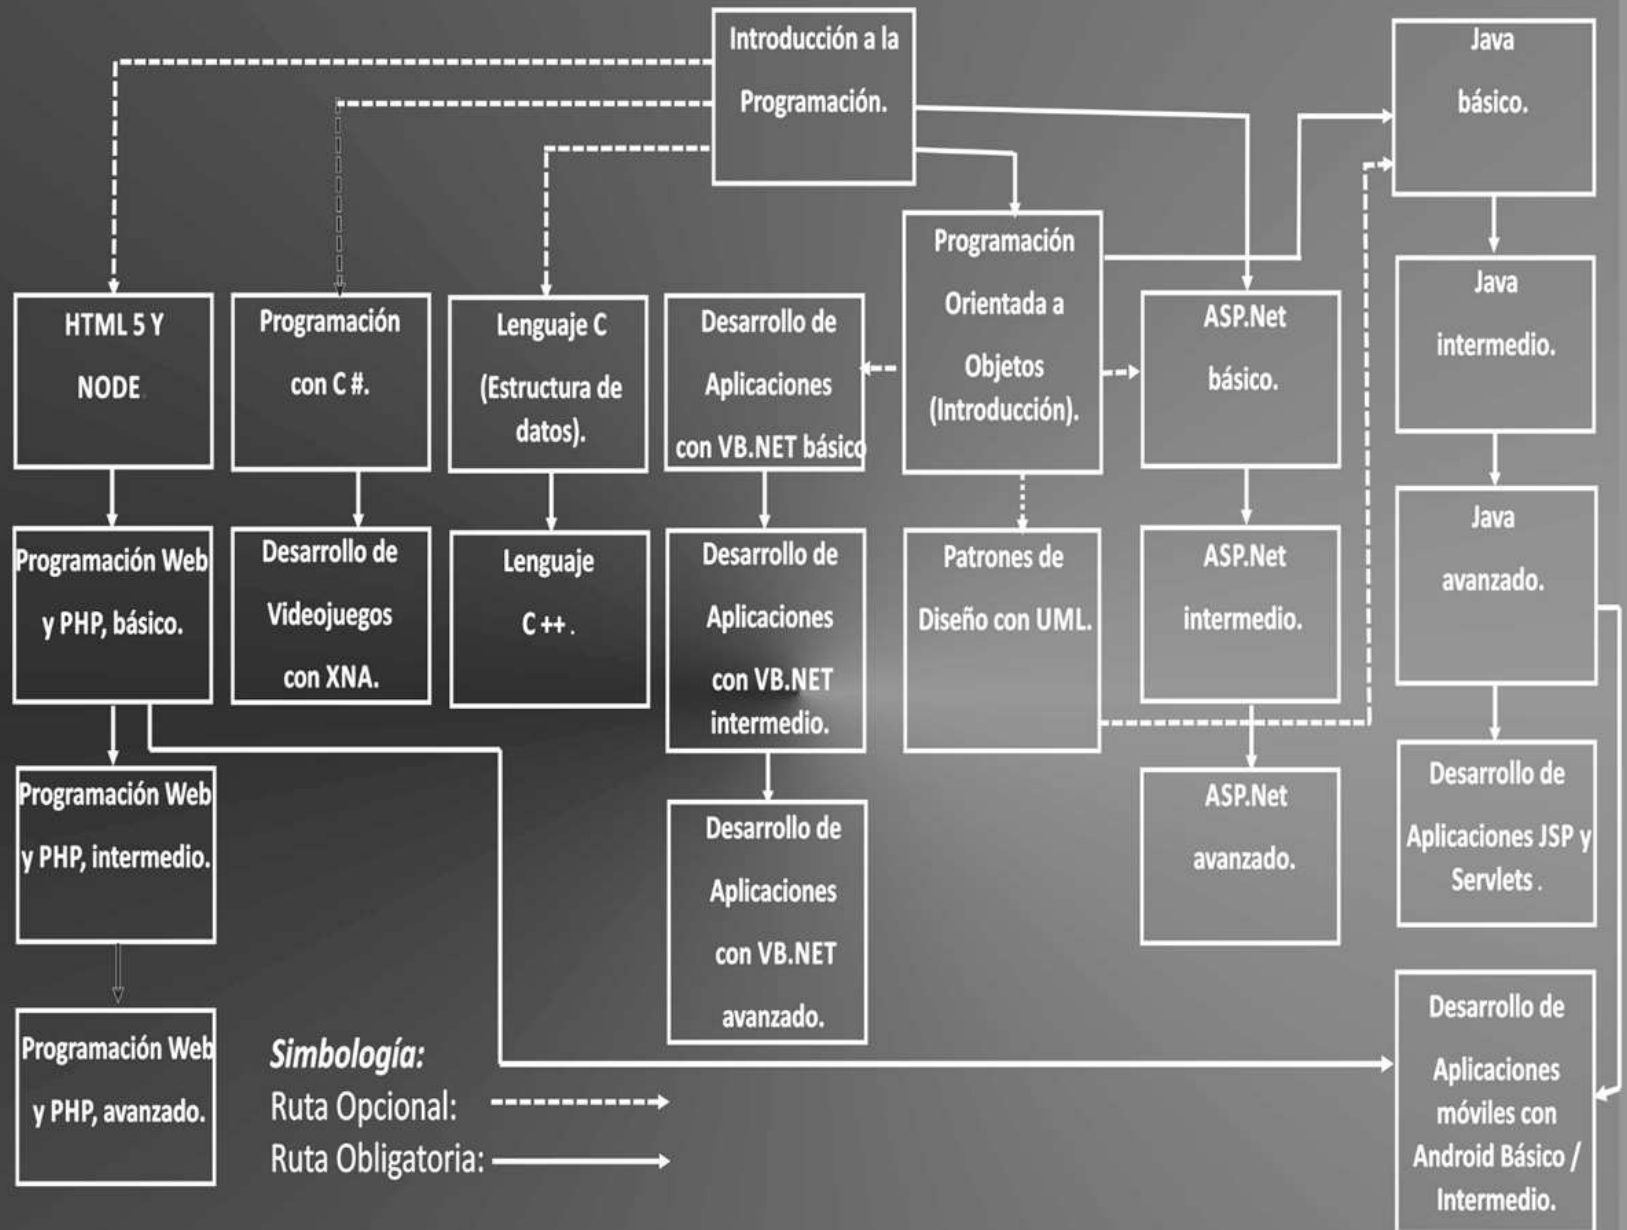 Introducción a la
Programación.
Java
básico.
Programación
Orientada a
Objetos
(Introducción).
Java
intermedio.
HTML 5 Y
NODE.
Programación
con C #.
Lenguaje C
(Estructura de
datos).
Desarrollo de
Aplicaciones
con VB.NET básico
ASP.Net
básico.
Java
avanzado.
Programación Web
y PHP, básico.
Desarrollo de
Videojuegos
con XNA.
Lenguaje
C ++ .
Desarrollo de
Aplicaciones
con VB.NET
intermedio.
Patrones de
Diseño con UML.
ASP.Net
intermedio.
Programación Web
y PHP, intermedio.
Desarrollo de
Aplicaciones
con VB.NET
avanzado.
ASP.Net
avanzado.
Desarrollo de
Aplicaciones JSP y
Servlets .
Programación Web
y PHP, avanzado.
Simbología:
Ruta Opcional:
Ruta Obligatoria:
Desarrollo de
Aplicaciones
móviles con
Android Básico /
Intermedio.